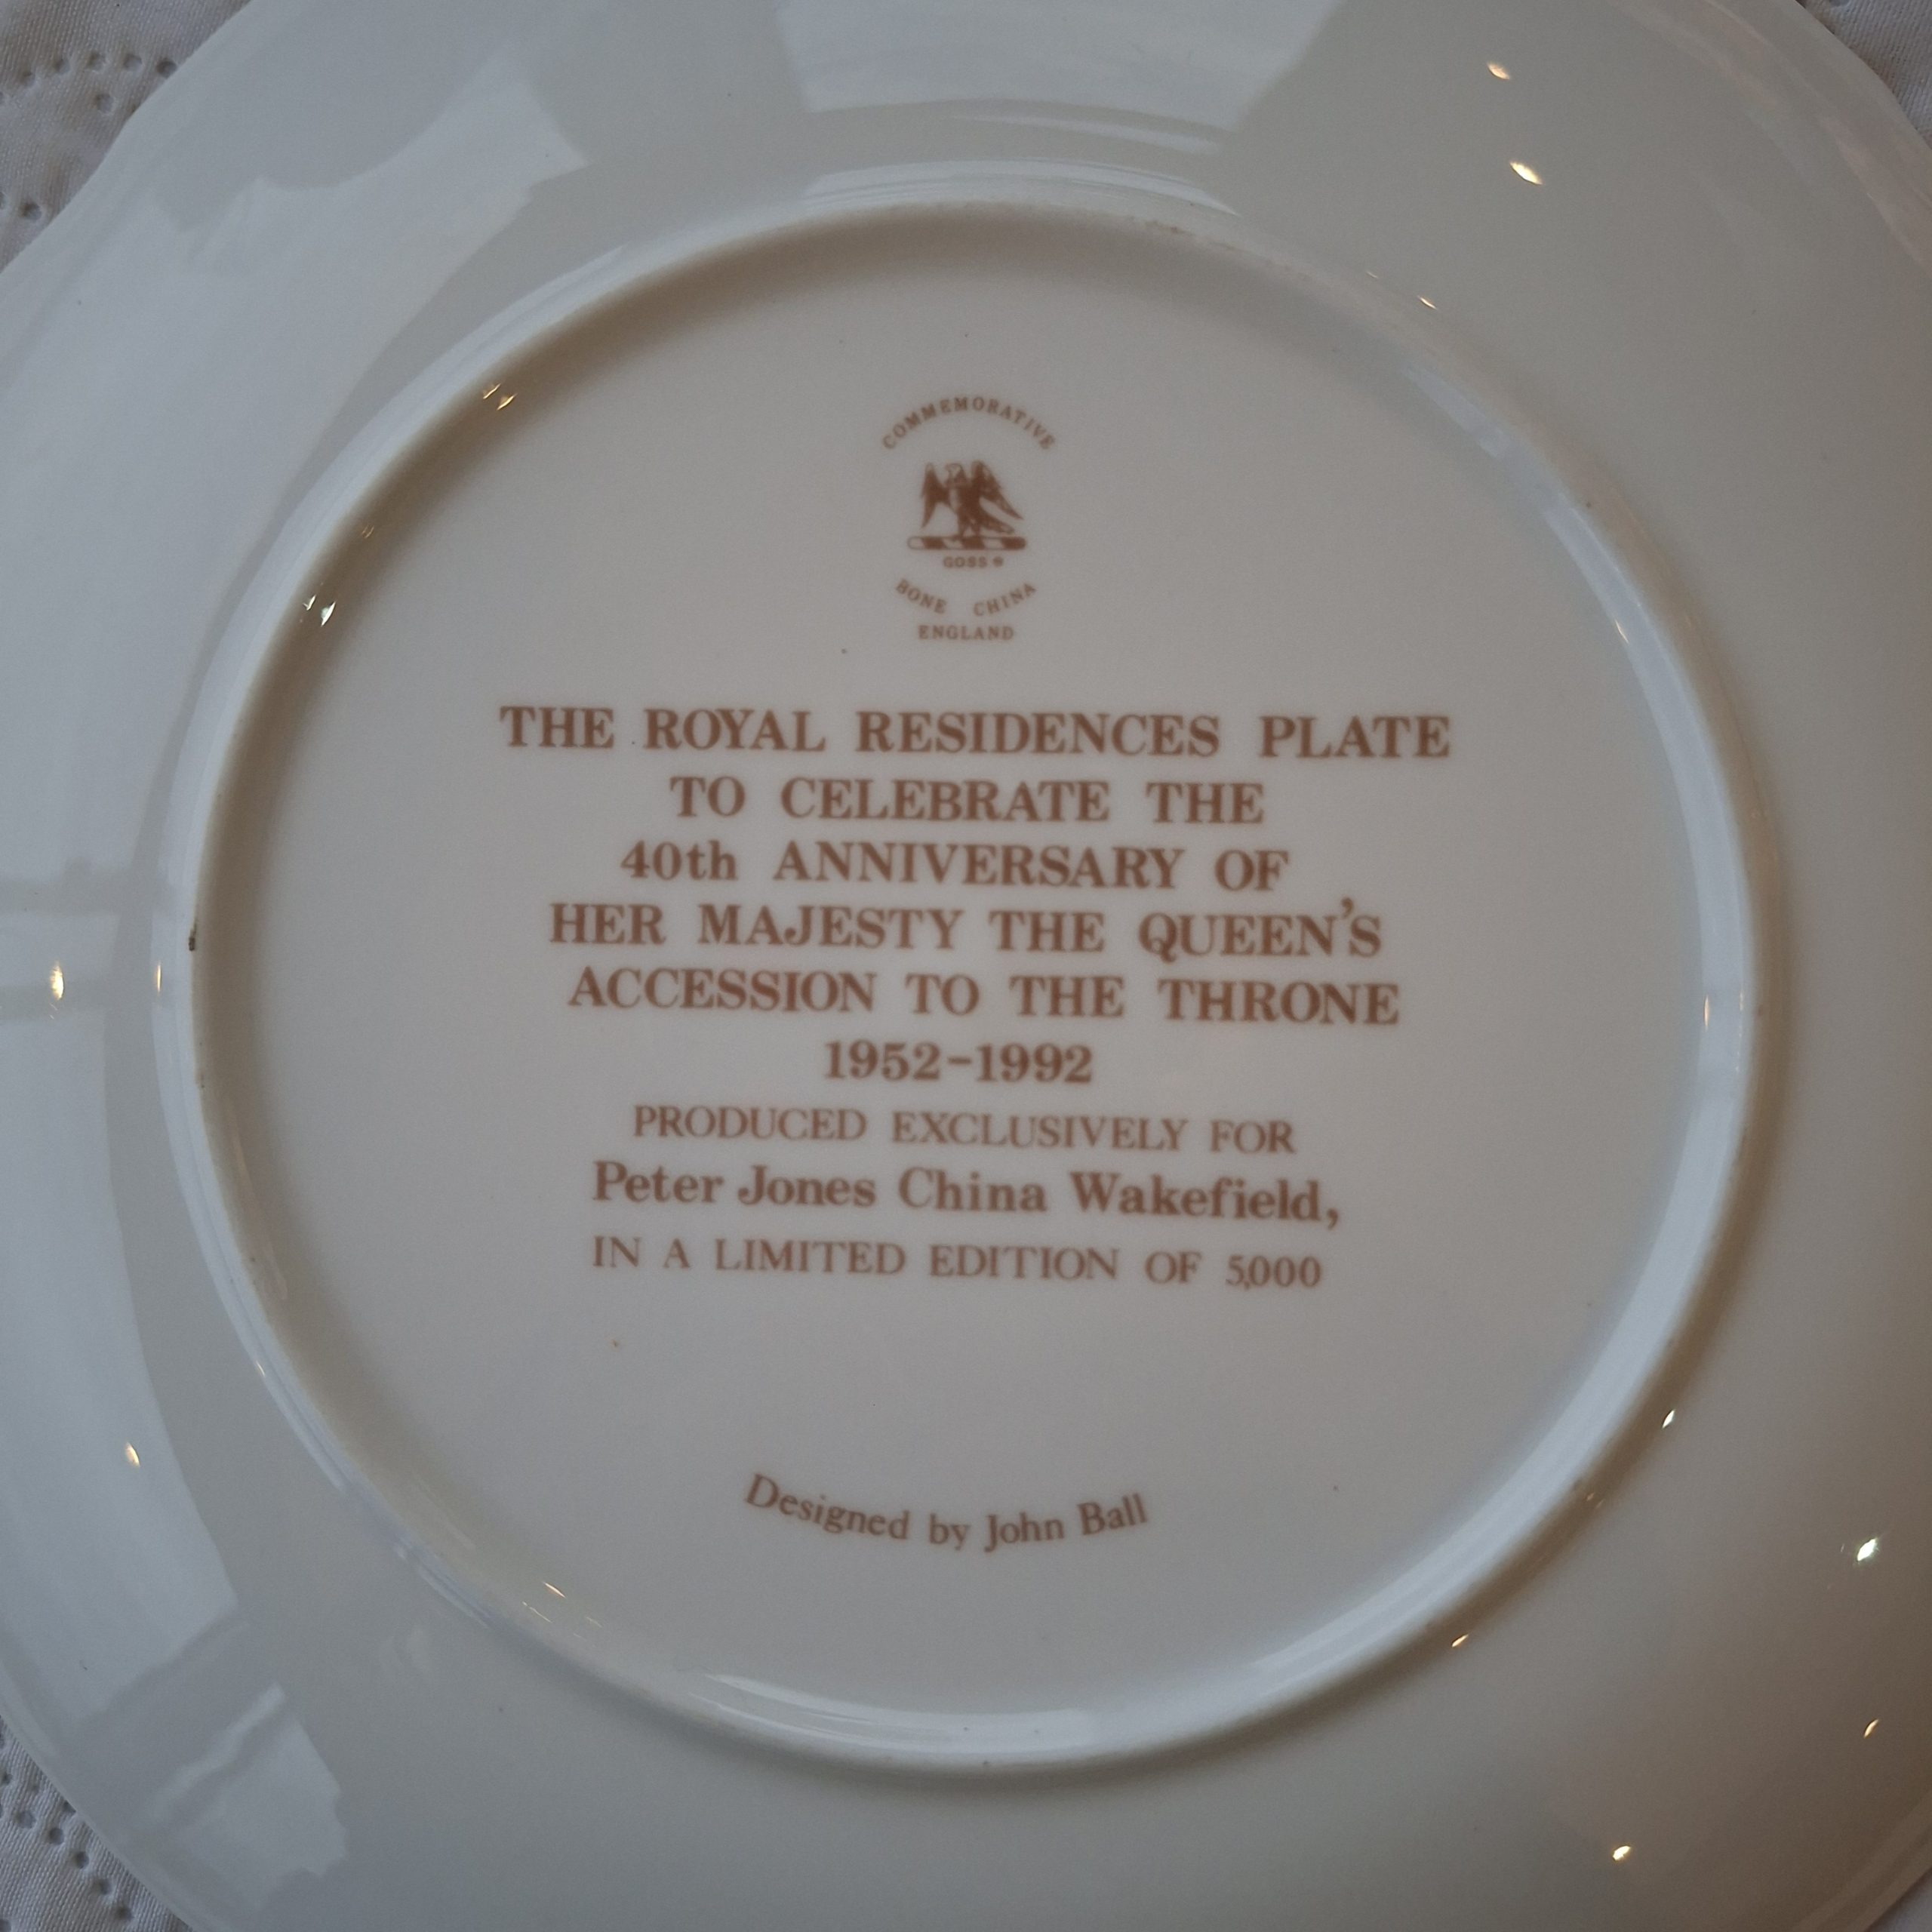 COMMEMORATIVE
GOSS ®
BONE CHINA
ENGLAND
THE ROYAL RESIDENCES PLATE
TO CELEBRATE THE
40th ANNIVERSARY OF
HER MAJESTY THE QUEEN'S
ACCESSION TO THE THRONE
1952-1992
PRODUCED EXCLUSIVELY FOR
Peter Jones China Wakefield,
IN A LIMITED EDITION OF 5,000
Designed by John Ball